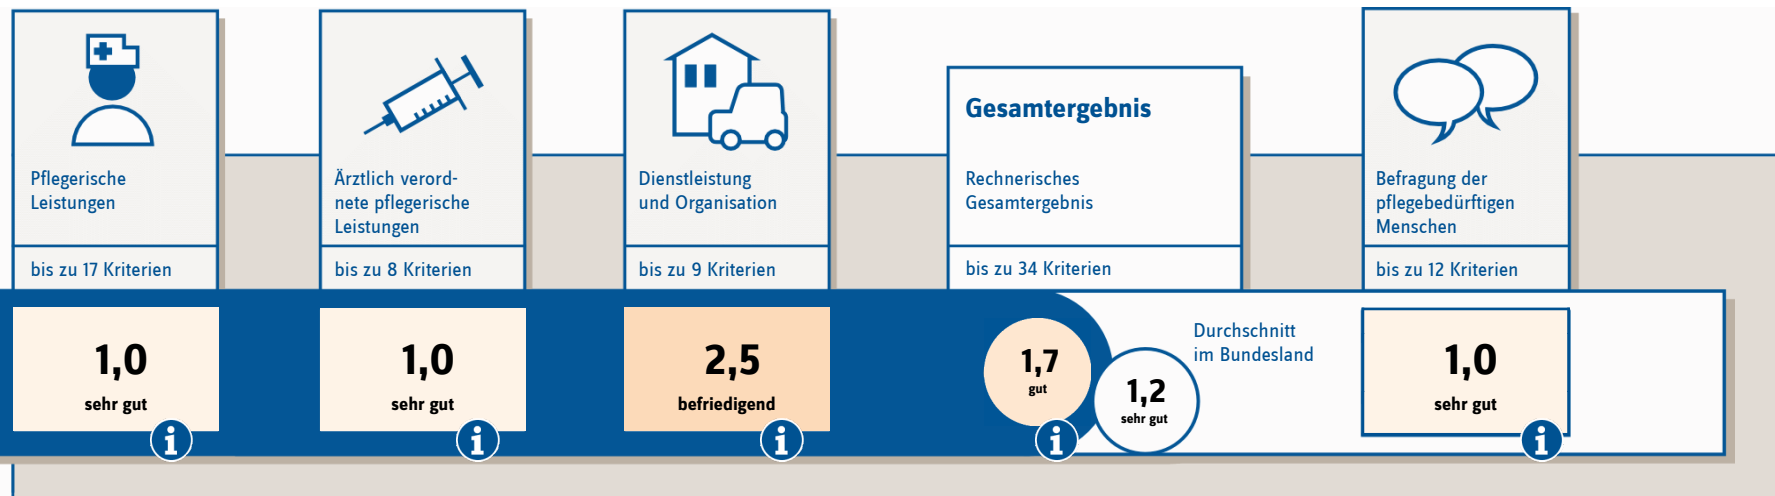 Pflegerische
Leistungen
bis zu 17 Kriterien
1,0
sehr gut
i
Ärztlich verord-
nete pflegerische
Leistungen
bis zu 8 Kriterien
1,0
sehr gut
i
Dienstleistung
und Organisation
bis zu 9 Kriterien
2,5
befriedigend
i
Gesamtergebnis
Rechnerisches
Gesamtergebnis
bis zu 34 Kriterien
1,7
gut
i
Durchschnitt
im Bundesland
1,2
sehr gut
Befragung der
pflegebedürftigen
Menschen
bis zu 12 Kriterien
1,0
sehr gut
i